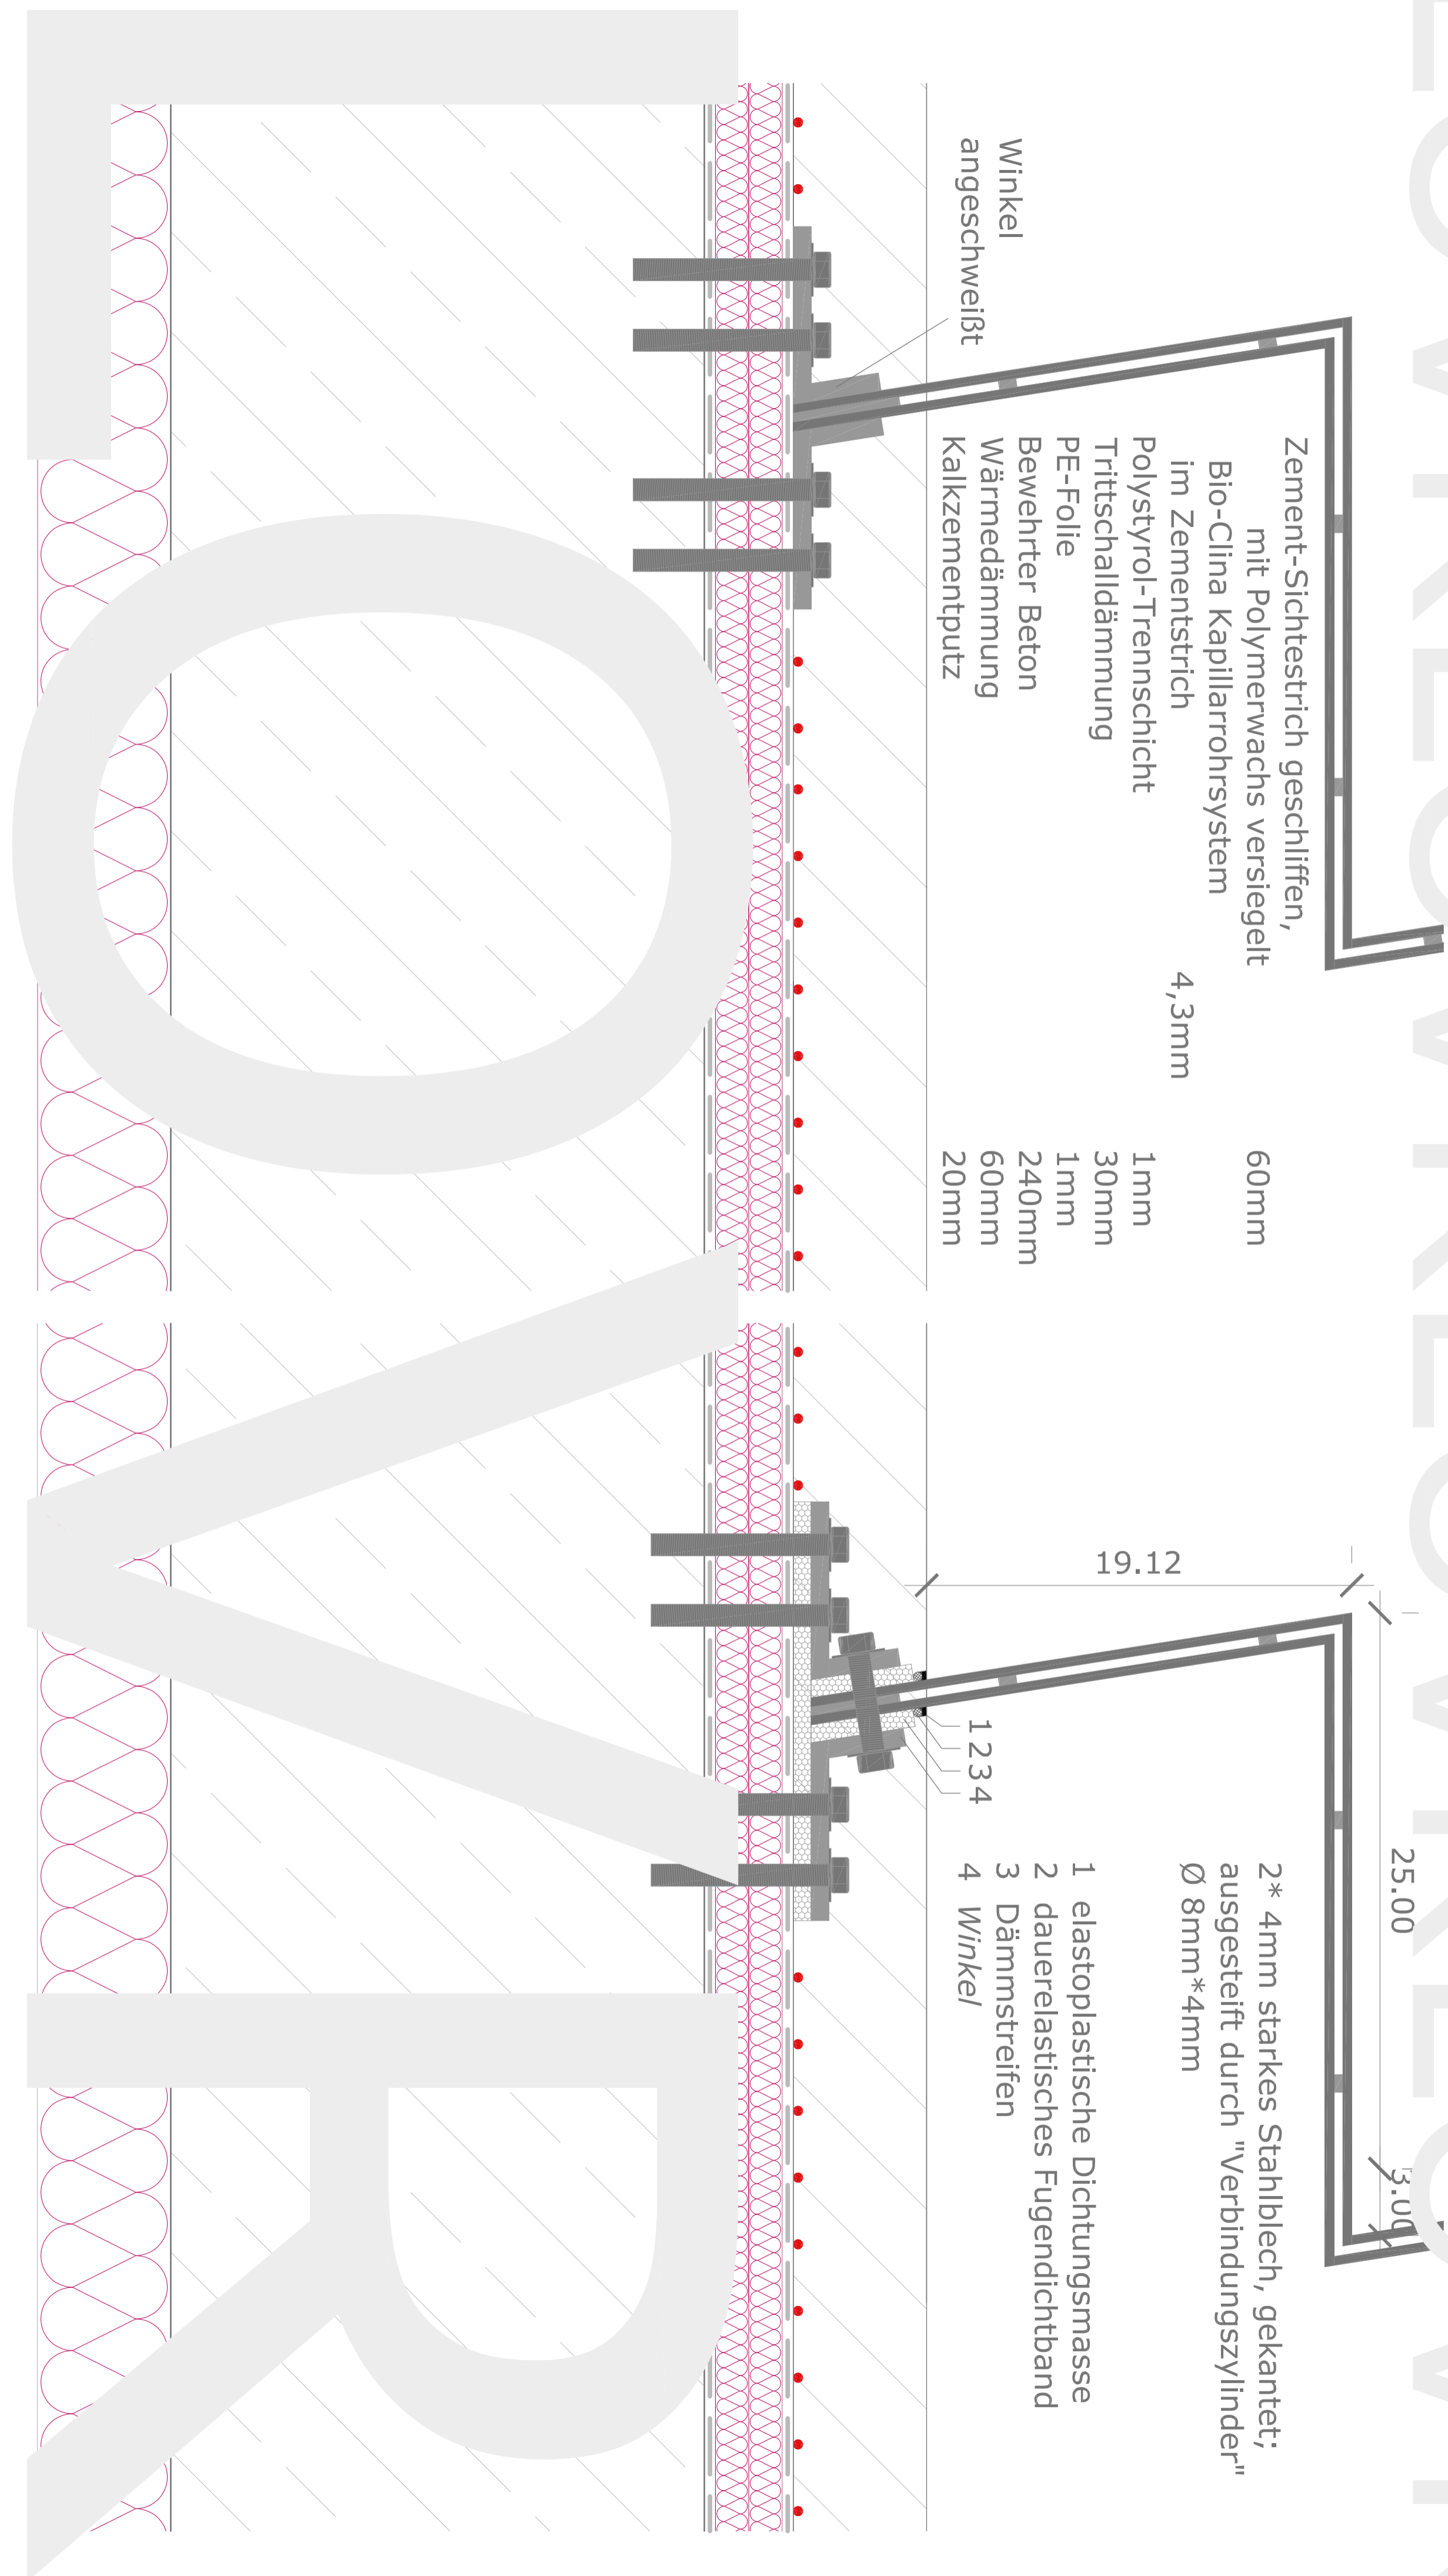 Winkel
angeschweißt
Zement-Sichtestrich geschliffen,
mit Polymerwachs versiegelt 60mm
Bio-Clina Kapillarrohrsystem
im Zementstrich 4,3mm
Polystyrol-Trennschicht 1mm
Trittschalldämmung 30mm
PE-Folie 1mm
Bewehrter Beton 240mm
Wärmedämmung 60mm
Kalkzementputz 20mm
19.12
25.00
3.00
1 2 3 4
2* 4mm starkes Stahlblech, gekantet;
ausgesteift durch "Verbindungszylinder"
Ø 8mm*4mm
1 elastoplastische Dichtungsmasse
2 dauerelastisches Fugendichtband
3 Dämmstreifen
4 Winkel